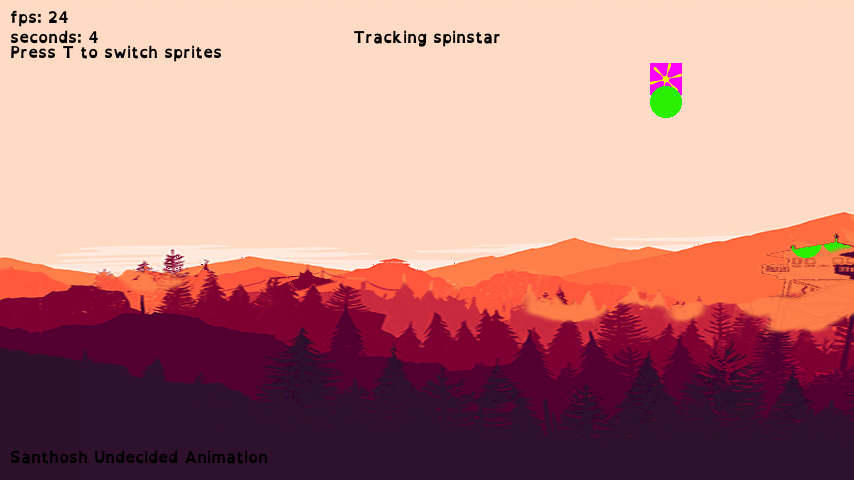 fps: 24
seconds: 4
Press T to switch sprites
Tracking spinstar
Santhosh Undecided Animation